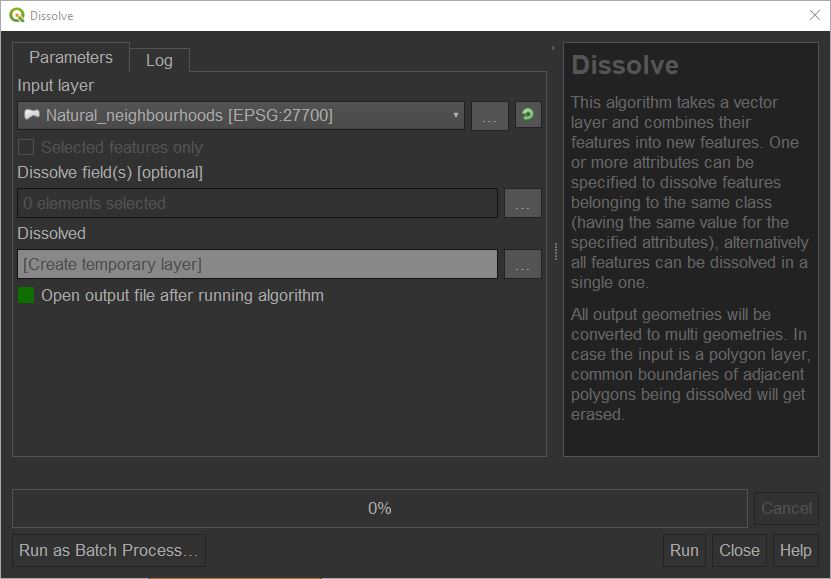 Dissolve
Parameters
Log
Input layer
Natural_neighbourhoods [EPSG:27700]
...
Selected features only
Dissolve field(s) [optional]
0 elements selected
...
Dissolved
[Create temporary layer]
...
Open output file after running algorithm
Dissolve
This algorithm takes a vector
layer and combines their
features into new features. One
or more attributes can be
specified to dissolve features
belonging to the same class
(having the same value for the
specified attributes), alternatively
all features can be dissolved in a
single one.
All output geometries will be
converted to multi geometries. In
case the input is a polygon layer,
common boundaries of adjacent
polygons being dissolved will get
erased.
0%
Cancel
Run as Batch Process...
Run
Close
Help